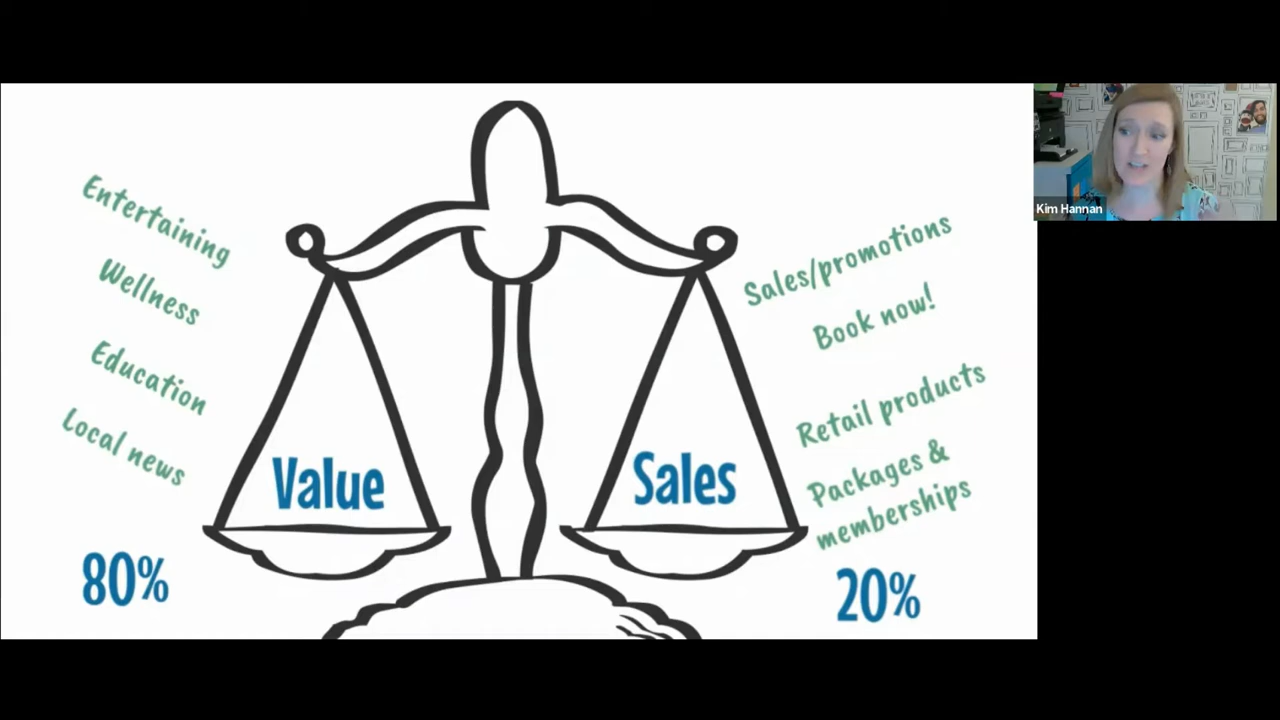 Entertaining
Wellness
Education
Local news
Value
80%
Sales/promotions
Book now!
Retail products
Packages &
memberships
Sales
20%
Kim Hannan